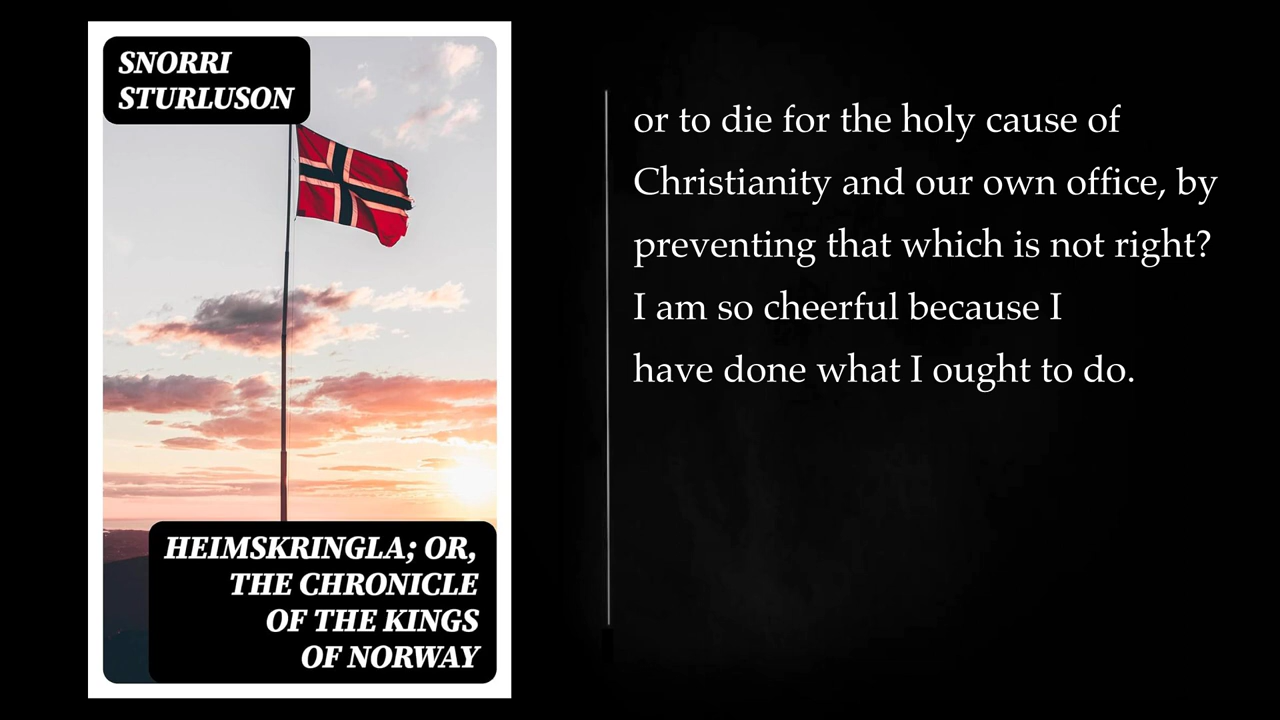 SNORRI
STURLUSON
HEIMSKRINGLA; OR,
THE CHRONICLE
OF THE KINGS
OF NORWAY
or to die for the holy cause of
Christianity and our own office, by
preventing that which is not right?
I am so cheerful because I
have done what I ought to do.